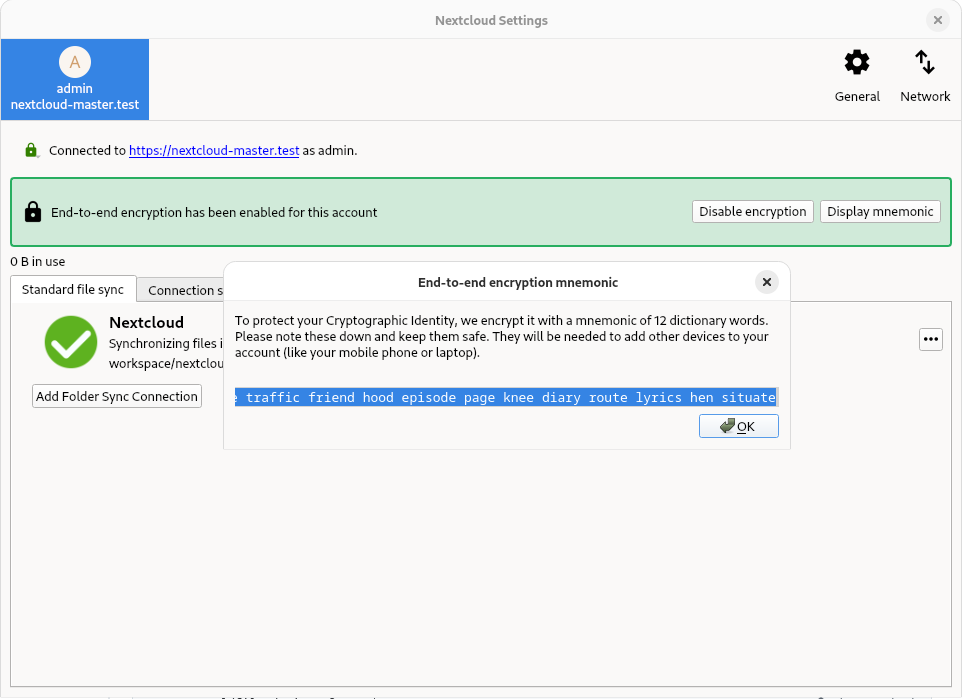 Nextcloud Settings
A
admin
nextcloud-master.test
General
Network
Connected to https://nextcloud-master.test as admin.
End-to-end encryption has been enabled for this account
Disable encryption
Display mnemonic
0 B in use
Standard file sync
Connection s
End-to-end encryption mnemonic
To protect your Cryptographic Identity, we encrypt it with a mnemonic of 12 dictionary words.
Please note these down and keep them safe. They will be needed to add other devices to your
account (like your mobile phone or laptop).
traffic friend hood episode page knee diary route lyrics hen situate
OK
Nextcloud
Synchronizing files i
workspace/nextclou
Add Folder Sync Connection